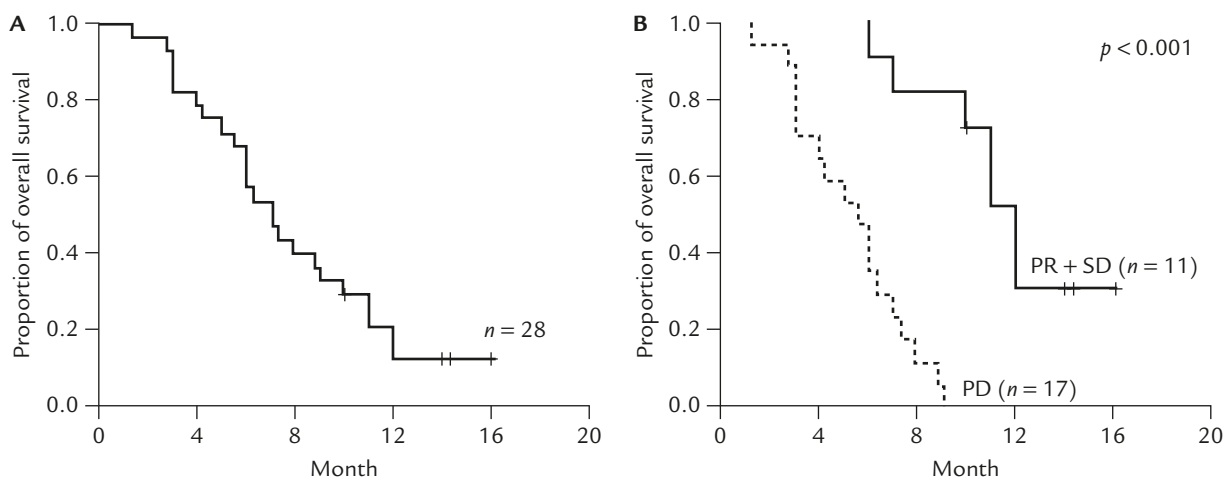 A
Proportion of overall survival
1.0
0.8
0.6
0.4
0.2
0.0
n = 28
0 4 8 12 16 20
Month
B
Proportion of overall survival
1.0
0.8
0.6
0.4
0.2
0.0
p < 0.001
PR + SD (n = 11)
PD (n = 17)
0 4 8 12 16 20
Month